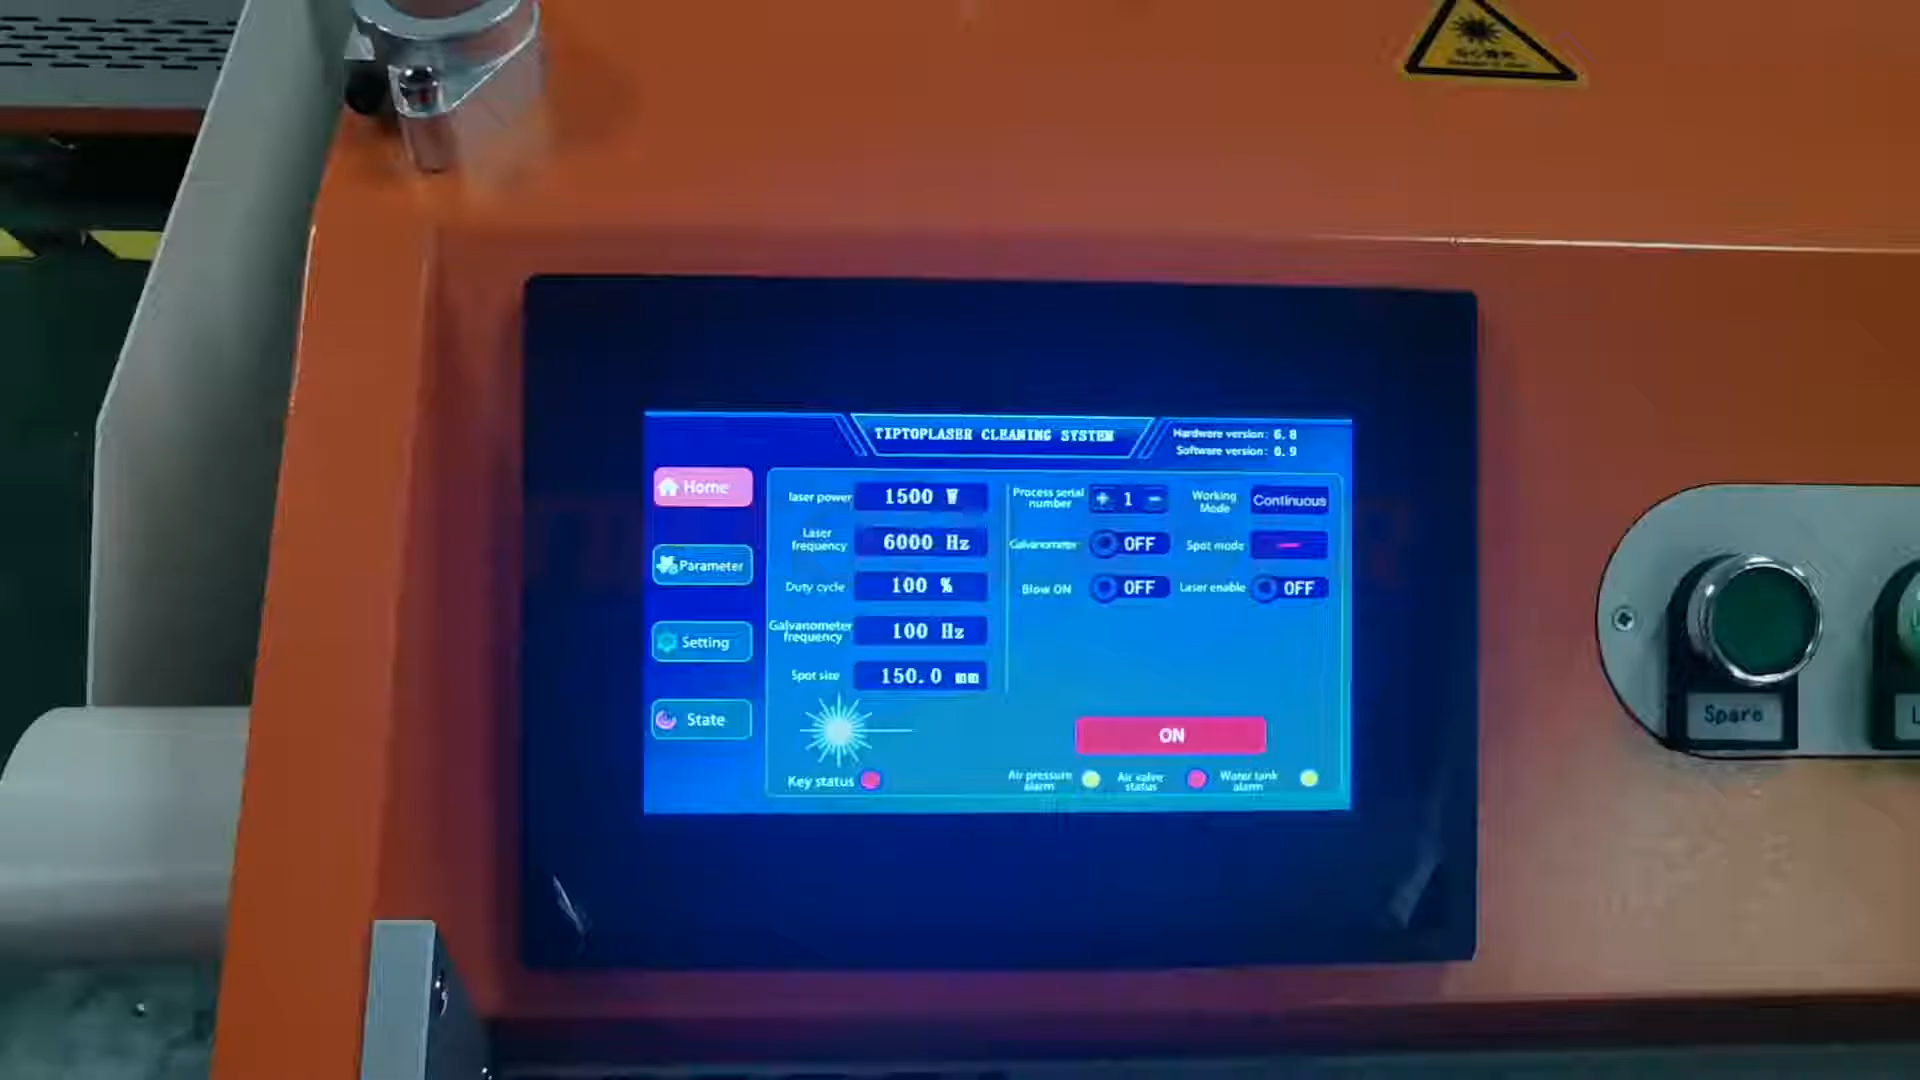 TIPTOPLASER CLEANING SYSTEM
Hardware version: 6.8
Software version: 0.9
Home
Parameter
Setting
State
laser power 1500 W
Laser frequency 6000 Hz
Duty cycle 100 %
Galvanometer frequency 100 Hz
Spot size 150.0 mm
Process serial number + 1 -
Working Mode Continuous
Galvanometer OFF
Spot mode
Blow ON OFF
Laser enable OFF
ON
Key status
Air pressure alarm
Air valve status
Water tank alarm
Spare